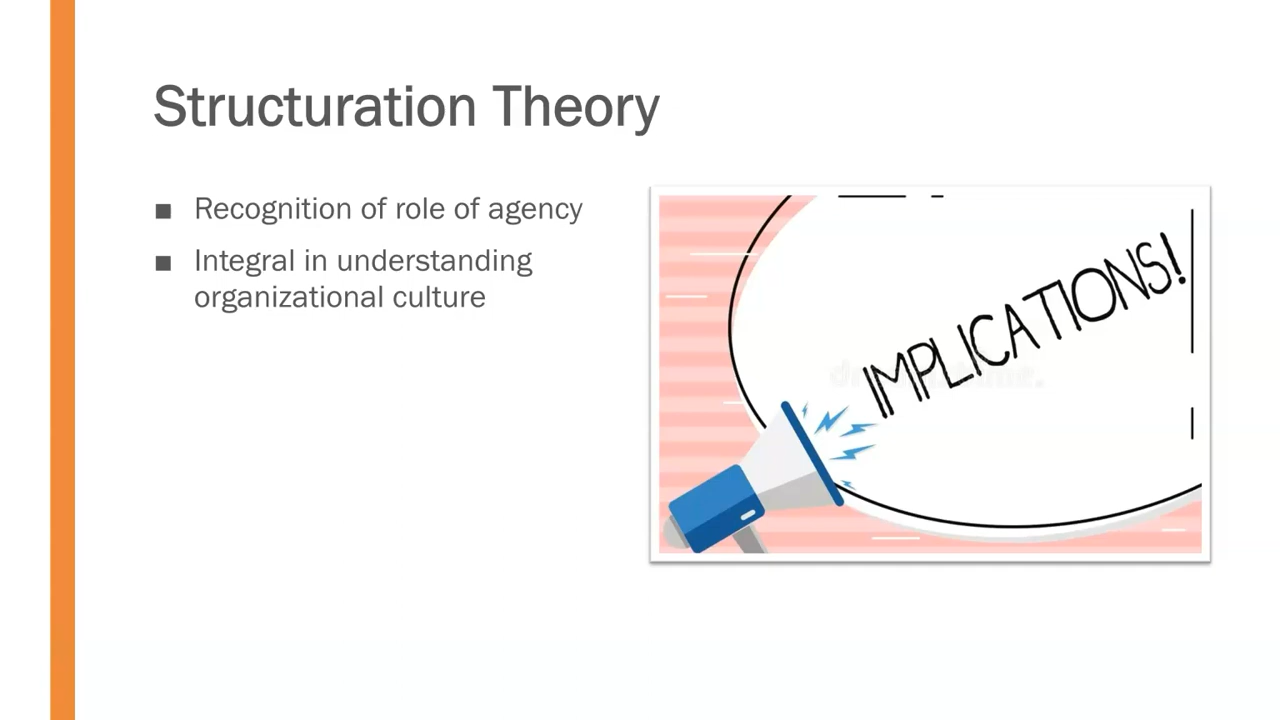 Structuration Theory
■ Recognition of role of agency
■ Integral in understanding
organizational culture
IMPLICATIONS!